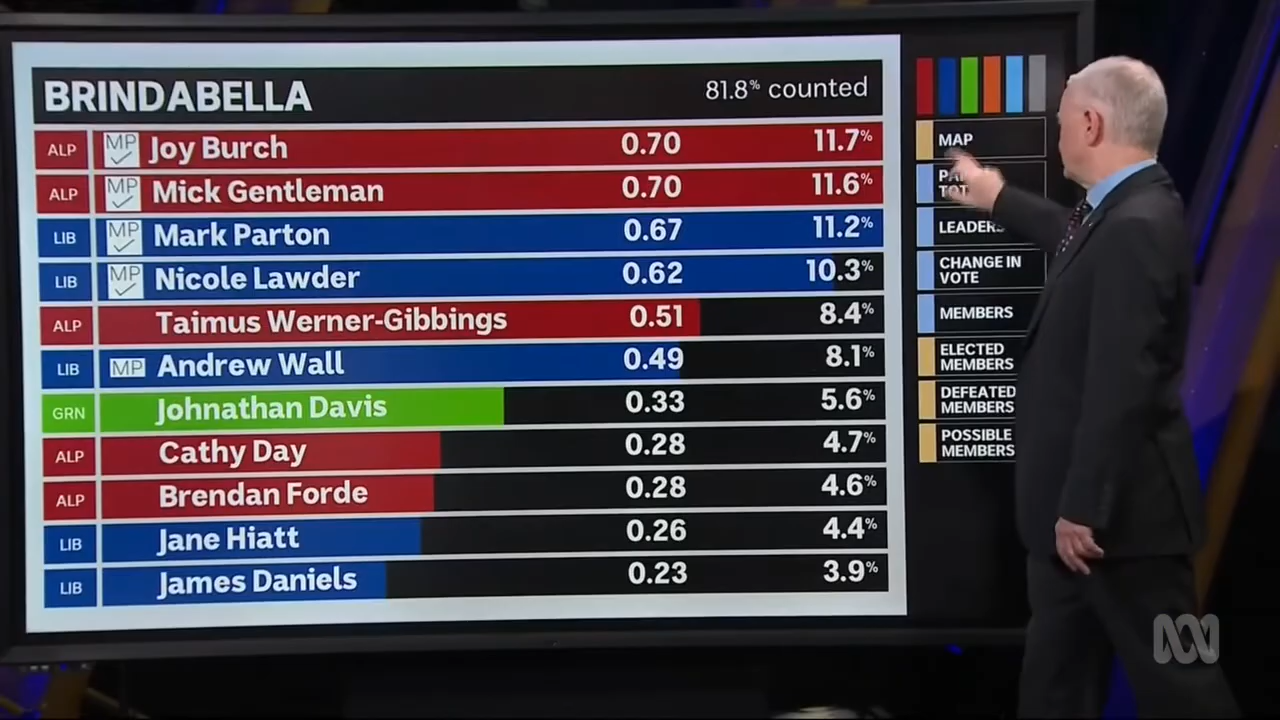 BRINDABELLA 81.8% counted
ALP MP Joy Burch 0.70 11.7%
ALP MP Mick Gentleman 0.70 11.6%
LIB MP Mark Parton 0.67 11.2%
LIB MP Nicole Lawder 0.62 10.3%
ALP Taimus Werner-Gibbings 0.51 8.4%
LIB MP Andrew Wall 0.49 8.1%
GRN Johnathan Davis 0.33 5.6%
ALP Cathy Day 0.28 4.7%
ALP Brendan Forde 0.28 4.6%
LIB Jane Hiatt 0.26 4.4%
LIB James Daniels 0.23 3.9%
MAP
LEADERS
CHANGE IN
VOTE
MEMBERS
ELECTED
MEMBERS
DEFEATED
MEMBERS
POSSIBLE
MEMBERS